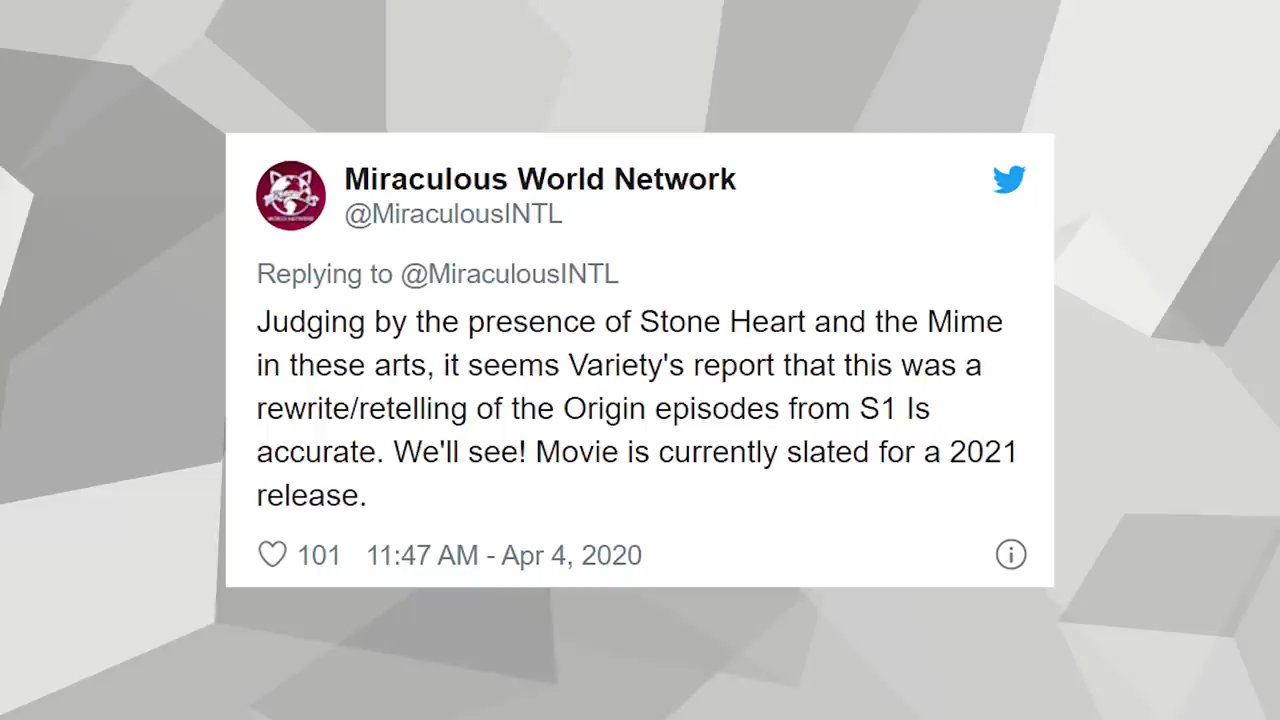 Miraculous World Network
@MiraculousINTL
Replying to @MiraculousINTL
Judging by the presence of Stone Heart and the Mime
in these arts, it seems Variety's report that this was a
rewrite/retelling of the Origin episodes from S1 Is
accurate. We'll see! Movie is currently slated for a 2021
release.
101 11:47 AM - Apr 4, 2020